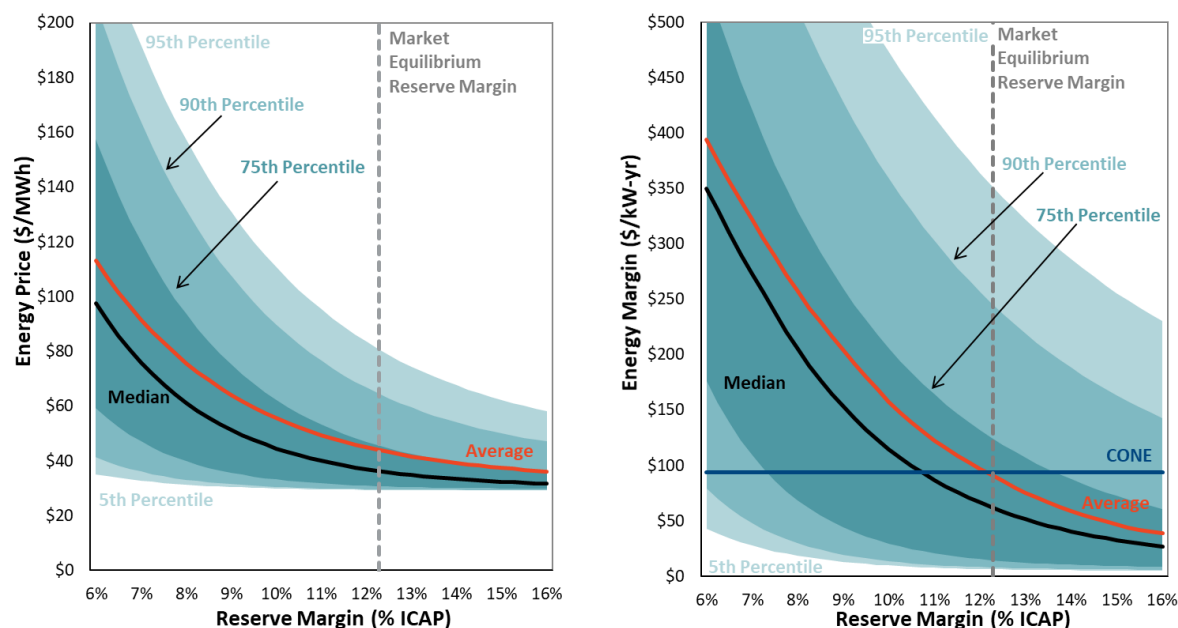 $200
$180
$160
$140
$120
$100
$80
$60
$40
$20
$0
Energy Price ($/MWh)
95th Percentile
90th Percentile
75th Percentile
Market
Equilibrium
Reserve Margin
Median
Average
5th Percentile
6% 7% 8% 9% 10% 11% 12% 13% 14% 15% 16%
Reserve Margin (% ICAP)
$500
$450
$400
$350
$300
$250
$200
$150
$100
$50
$0
Energy Margin ($/kW-yr)
95th Percentile
Market
Equilibrium
Reserve Margin
90th Percentile
75th Percentile
Median
CONE
Average
5th Percentile
6% 7% 8% 9% 10% 11% 12% 13% 14% 15% 16%
Reserve Margin (% ICAP)